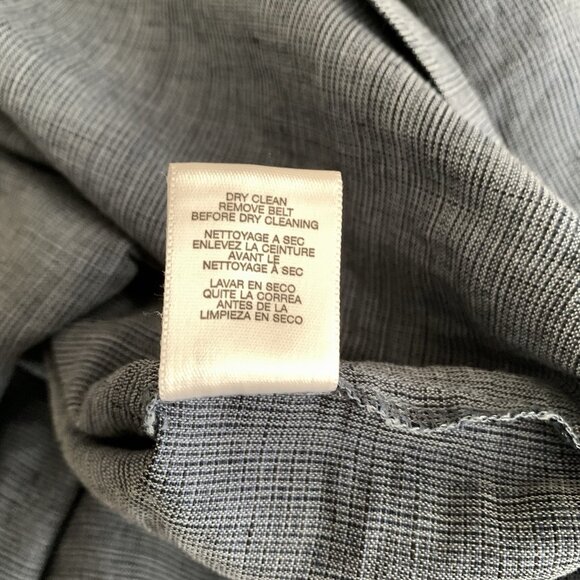 DRY CLEAN
REMOVE BELT
BEFORE DRY CLEANING
NETTOYAGE A SEC
ENLEVEZ LA CEINTURE
AVANT LE
NETTOYAGE A SEC
LAVAR EN SECO
QUITE LA CORREA
ANTES DE LA
LIMPIEZA EN SECO